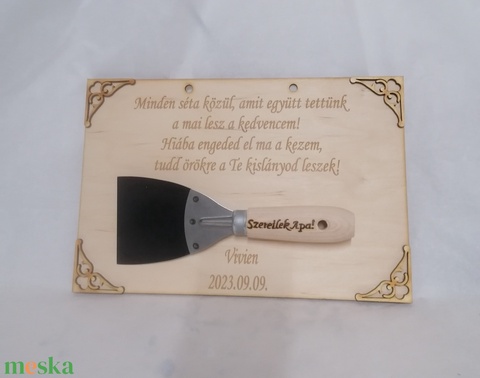 Minden séta közül, amit együtt tettünk
a mai lesz a kedvencem!
Hiába engeded el ma a kezem,
tudd örökre a Te kislányod leszek!
Szeretlek Apa!
Vivien
2023.09.09.
meska